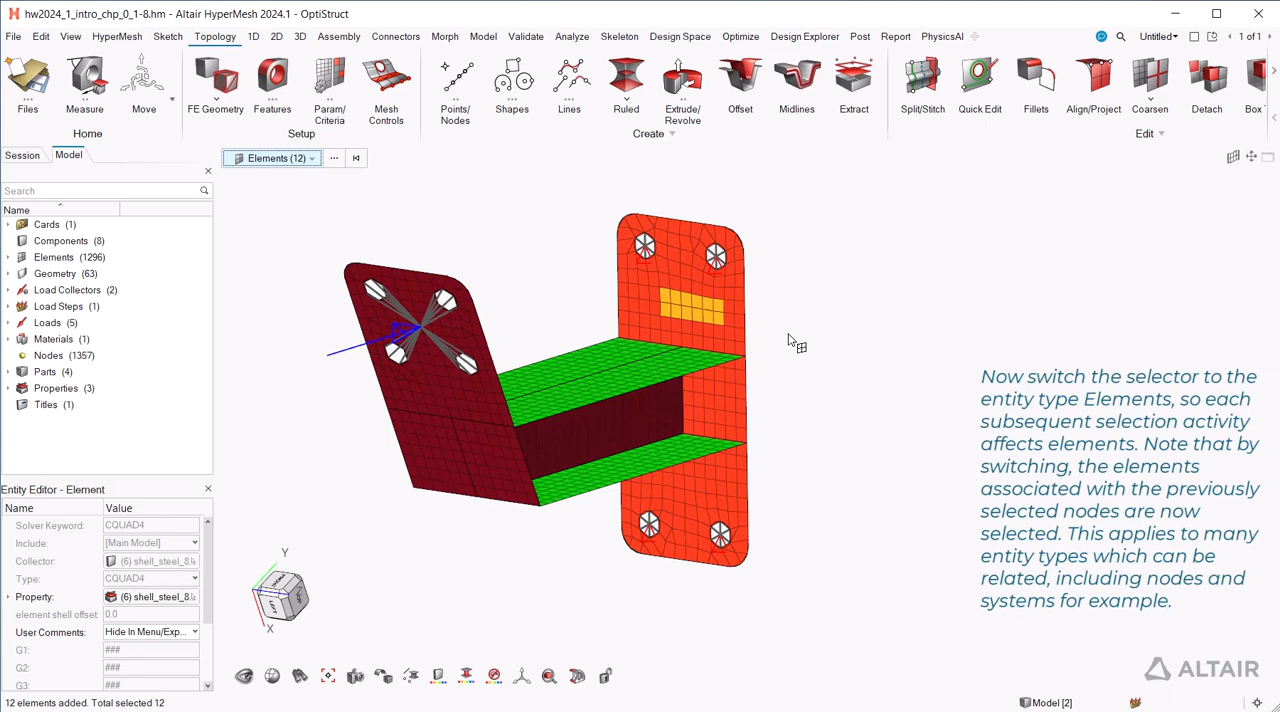 hw2024_1_intro_chp_0_1-8.hm - Altair HyperMesh 2024.1 - OptiStruct
File Edit View HyperMesh Sketch Topology 1D 2D 3D Assembly Connectors Morph Model Validate Analyze Skeleton Design Space Optimize Design Explorer Post Report PhysicsAI Untitled 1 of 1
Files Measure Move FE Geometry Features Param/ Criteria Mesh Controls Points/ Nodes Shapes Lines Ruled Extrude/ Revolve Offset Midlines Extract Split/Stitch Quick Edit Fillets Align/Project Coarsen Detach Box T
Home Setup Create Edit
Session Model
Elements (12)
Search
Name
Cards (1)
Components (8)
Elements (1296)
Geometry (63)
Load Collectors (2)
Load Steps (1)
Loads (5)
Materials (1)
Nodes (1357)
Parts (4)
Properties (3)
Titles (1)
Entity Editor - Element
Name Value
Solver Keyword: CQUAD4
Include: [Main Model]
Collector: (6) shell_steel_8.
Type: CQUAD4
Property: (6) shell_steel_8.
element shell offset: 0.0
User Comments: Hide In Menu/Exp...
G1: ###
G2: ###
G3: ###
Y
X
LEFT
Now switch the selector to the
entity type Elements, so each
subsequent selection activity
affects elements. Note that by
switching, the elements
associated with the previously
selected nodes are now
selected. This applies to many
entity types which can be
related, including nodes and
systems for example.
ALTAIR
12 elements added. Total selected 12
Model [2]